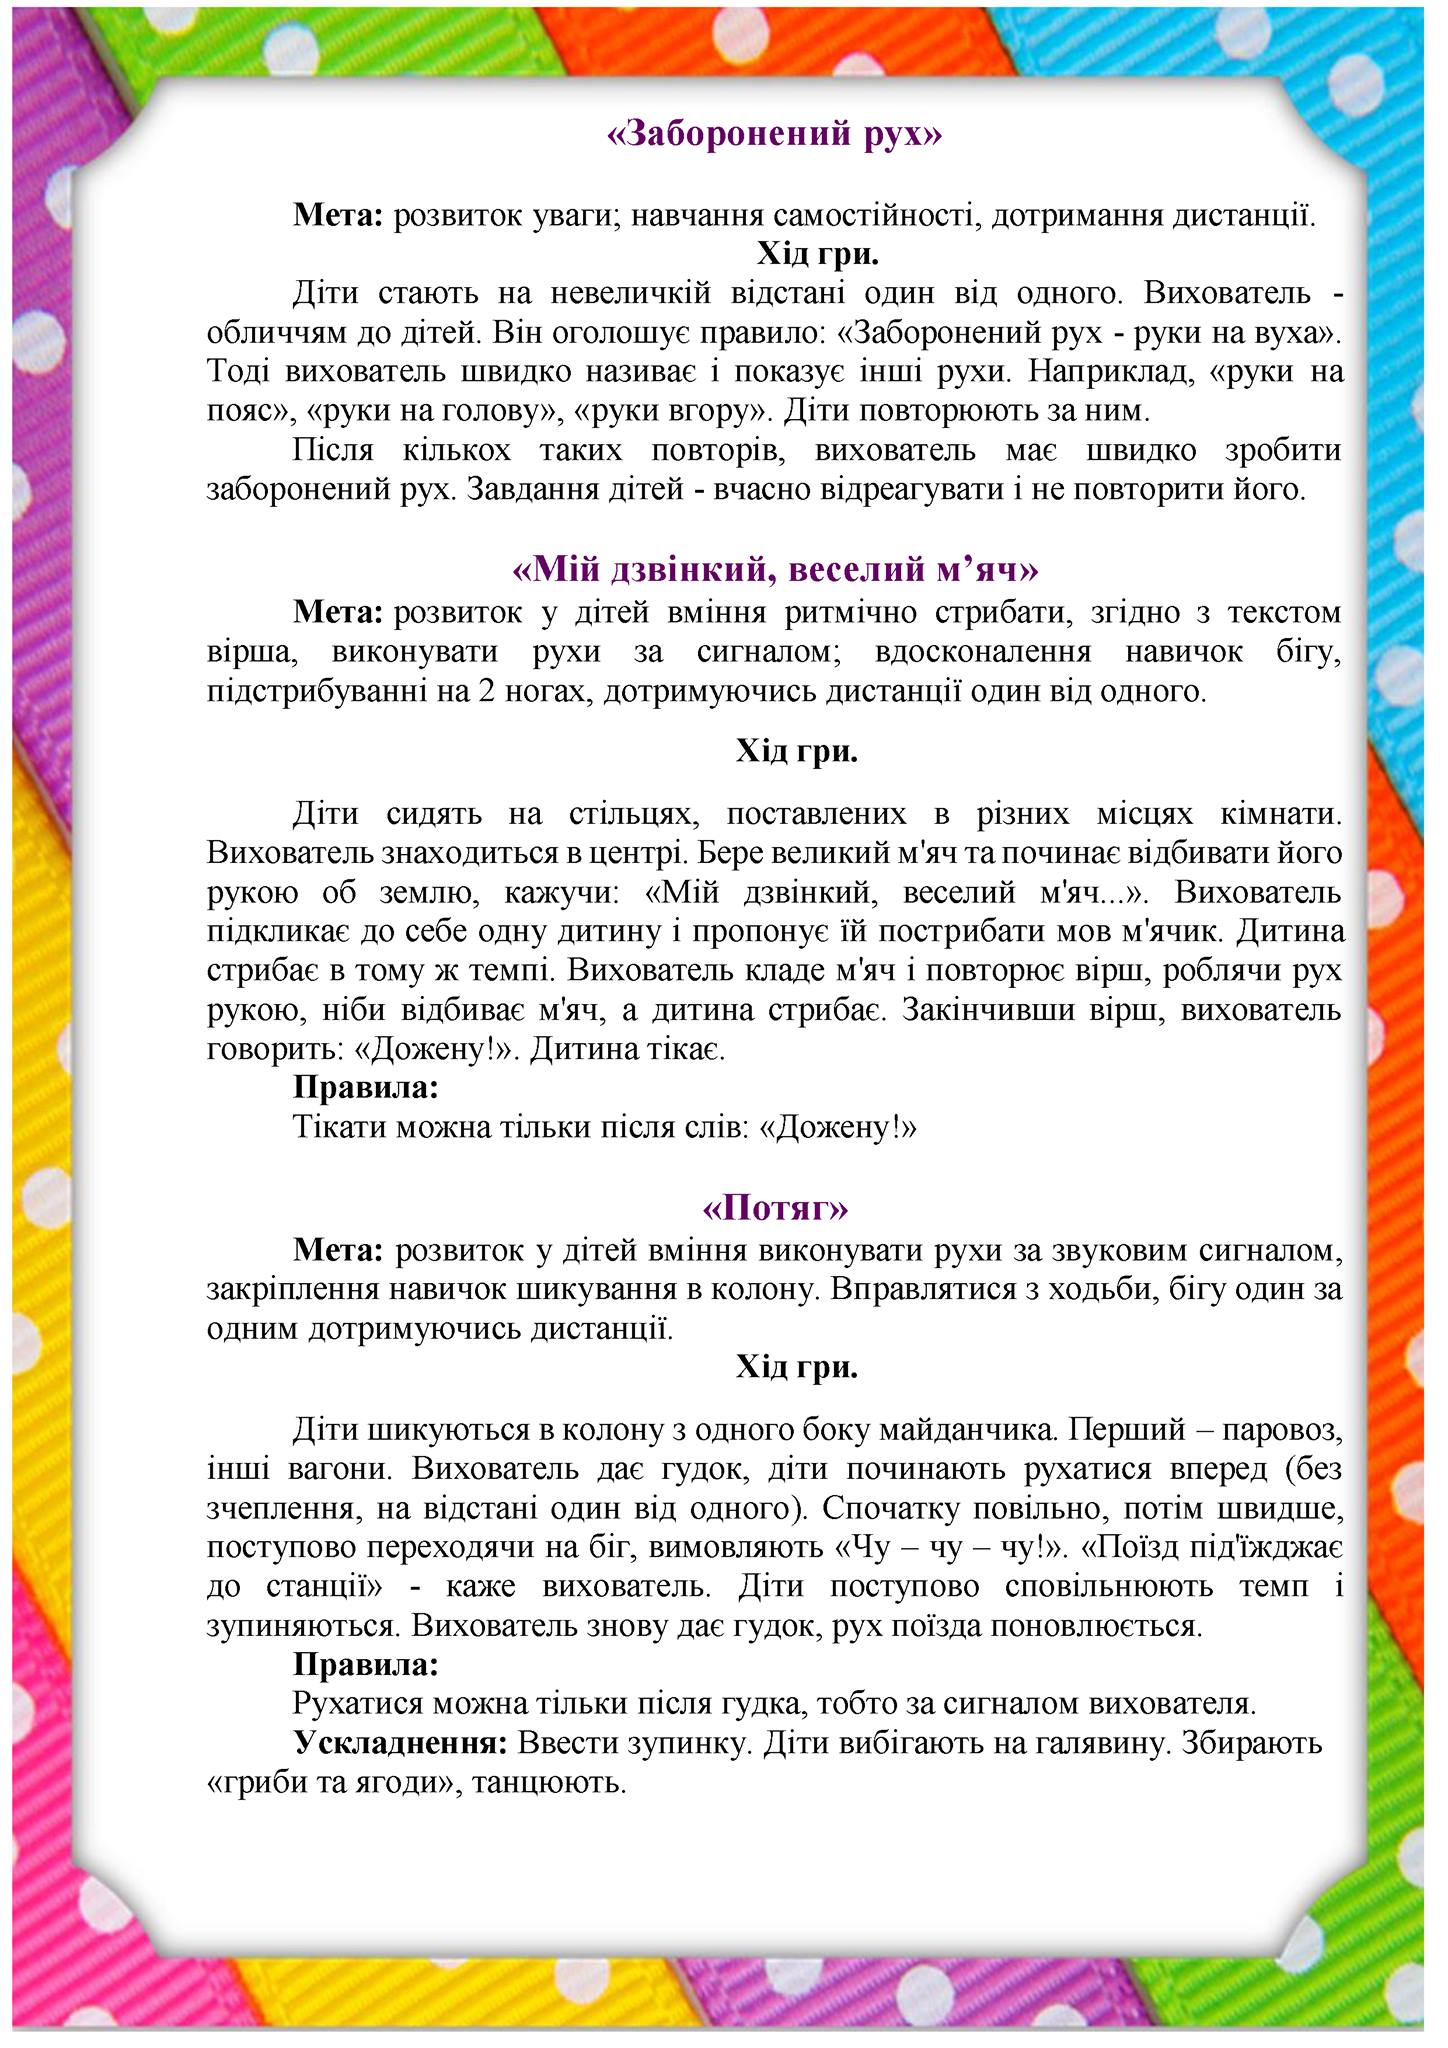 «Заборонений рух»
Мета: розвиток уваги; навчання самостійності, дотримання дистанції.
Хід гри.
Діти стають на невеличкій відстані один від одного. Вихователь -
обличчям до дітей. Він оголошує правило: «Заборонений рух - руки на вуха».
Тоді вихователь швидко називає і показує інші рухи. Наприклад, «руки на
пояс», «руки на голову», «руки вгору». Діти повторюють за ним.
Після кількох таких повторів, вихователь має швидко зробити
заборонений рух. Завдання дітей - вчасно відреагувати і не повторити його.
«Мій дзвінкий, веселий м’яч»
Мета: розвиток у дітей вміння ритмічно стрибати, згідно з текстом
вірша, виконувати рухи за сигналом; вдосконалення навичок бігу,
підстрибуванні на 2 ногах, дотримуючись дистанції один від одного.
Хід гри.
Діти сидять на стільцях, поставлених в різних місцях кімнати.
Вихователь знаходиться в центрі. Бере великий м'яч та починає відбивати його
рукою об землю, кажучи: «Мій дзвінкий, веселий м'яч...». Вихователь
підкликає до себе одну дитину і пропонує їй пострибати мов м'ячик. Дитина
стрибає в тому ж темпі. Вихователь кладе м'яч і повторює вірш, роблячи рух
рукою, ніби відбиває м'яч, а дитина стрибає. Закінчивши вірш, вихователь
говорить: «Дожену!». Дитина тікає.
Правила:
Тікати можна тільки після слів: «Дожену!»
«Потяг»
Мета: розвиток у дітей вміння виконувати рухи за звуковим сигналом,
закріплення навичок шикування в колону. Вправлятися з ходьби, бігу один за
одним дотримуючись дистанції.
Хід гри.
Діти шикуються в колону з одного боку майданчика. Перший – паровоз,
інші вагони. Вихователь дає гудок, діти починають рухатися вперед (без
зчеплення, на відстані один від одного). Спочатку повільно, потім швидше,
поступово переходячи на біг, вимовляють «Чу – чу – чу!». «Поїзд під'їжджає
до станції» - каже вихователь. Діти поступово сповільнюють темп і
зупиняються. Вихователь знову дає гудок, рух поїзда поновлюється.
Правила:
Рухатися можна тільки після гудка, тобто за сигналом вихователя.
Ускладнення: Ввести зупинку. Діти вибігають на галявину. Збирають
«гриби та ягоди», танцюють.